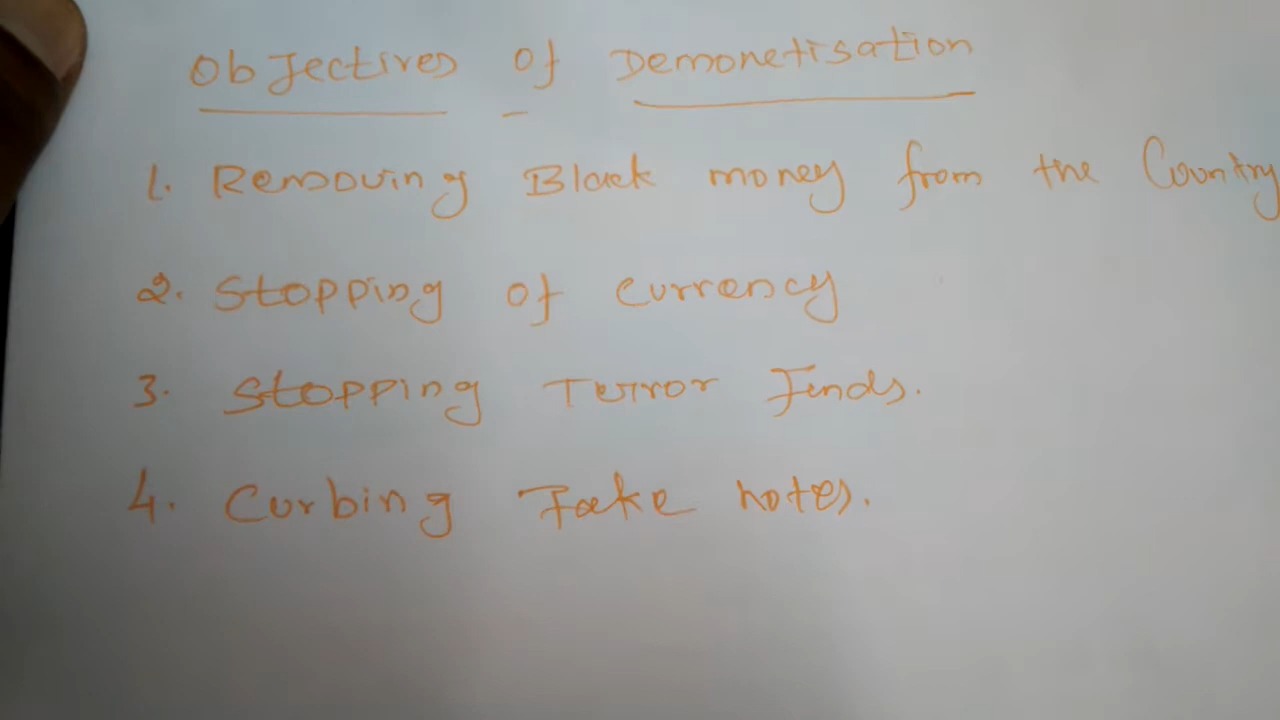 Objectives of Demonetisation
1. Removing Black money from the Country
2. Stopping of currency
3. Stopping Terror Funds.
4. Curbing Fake notes.